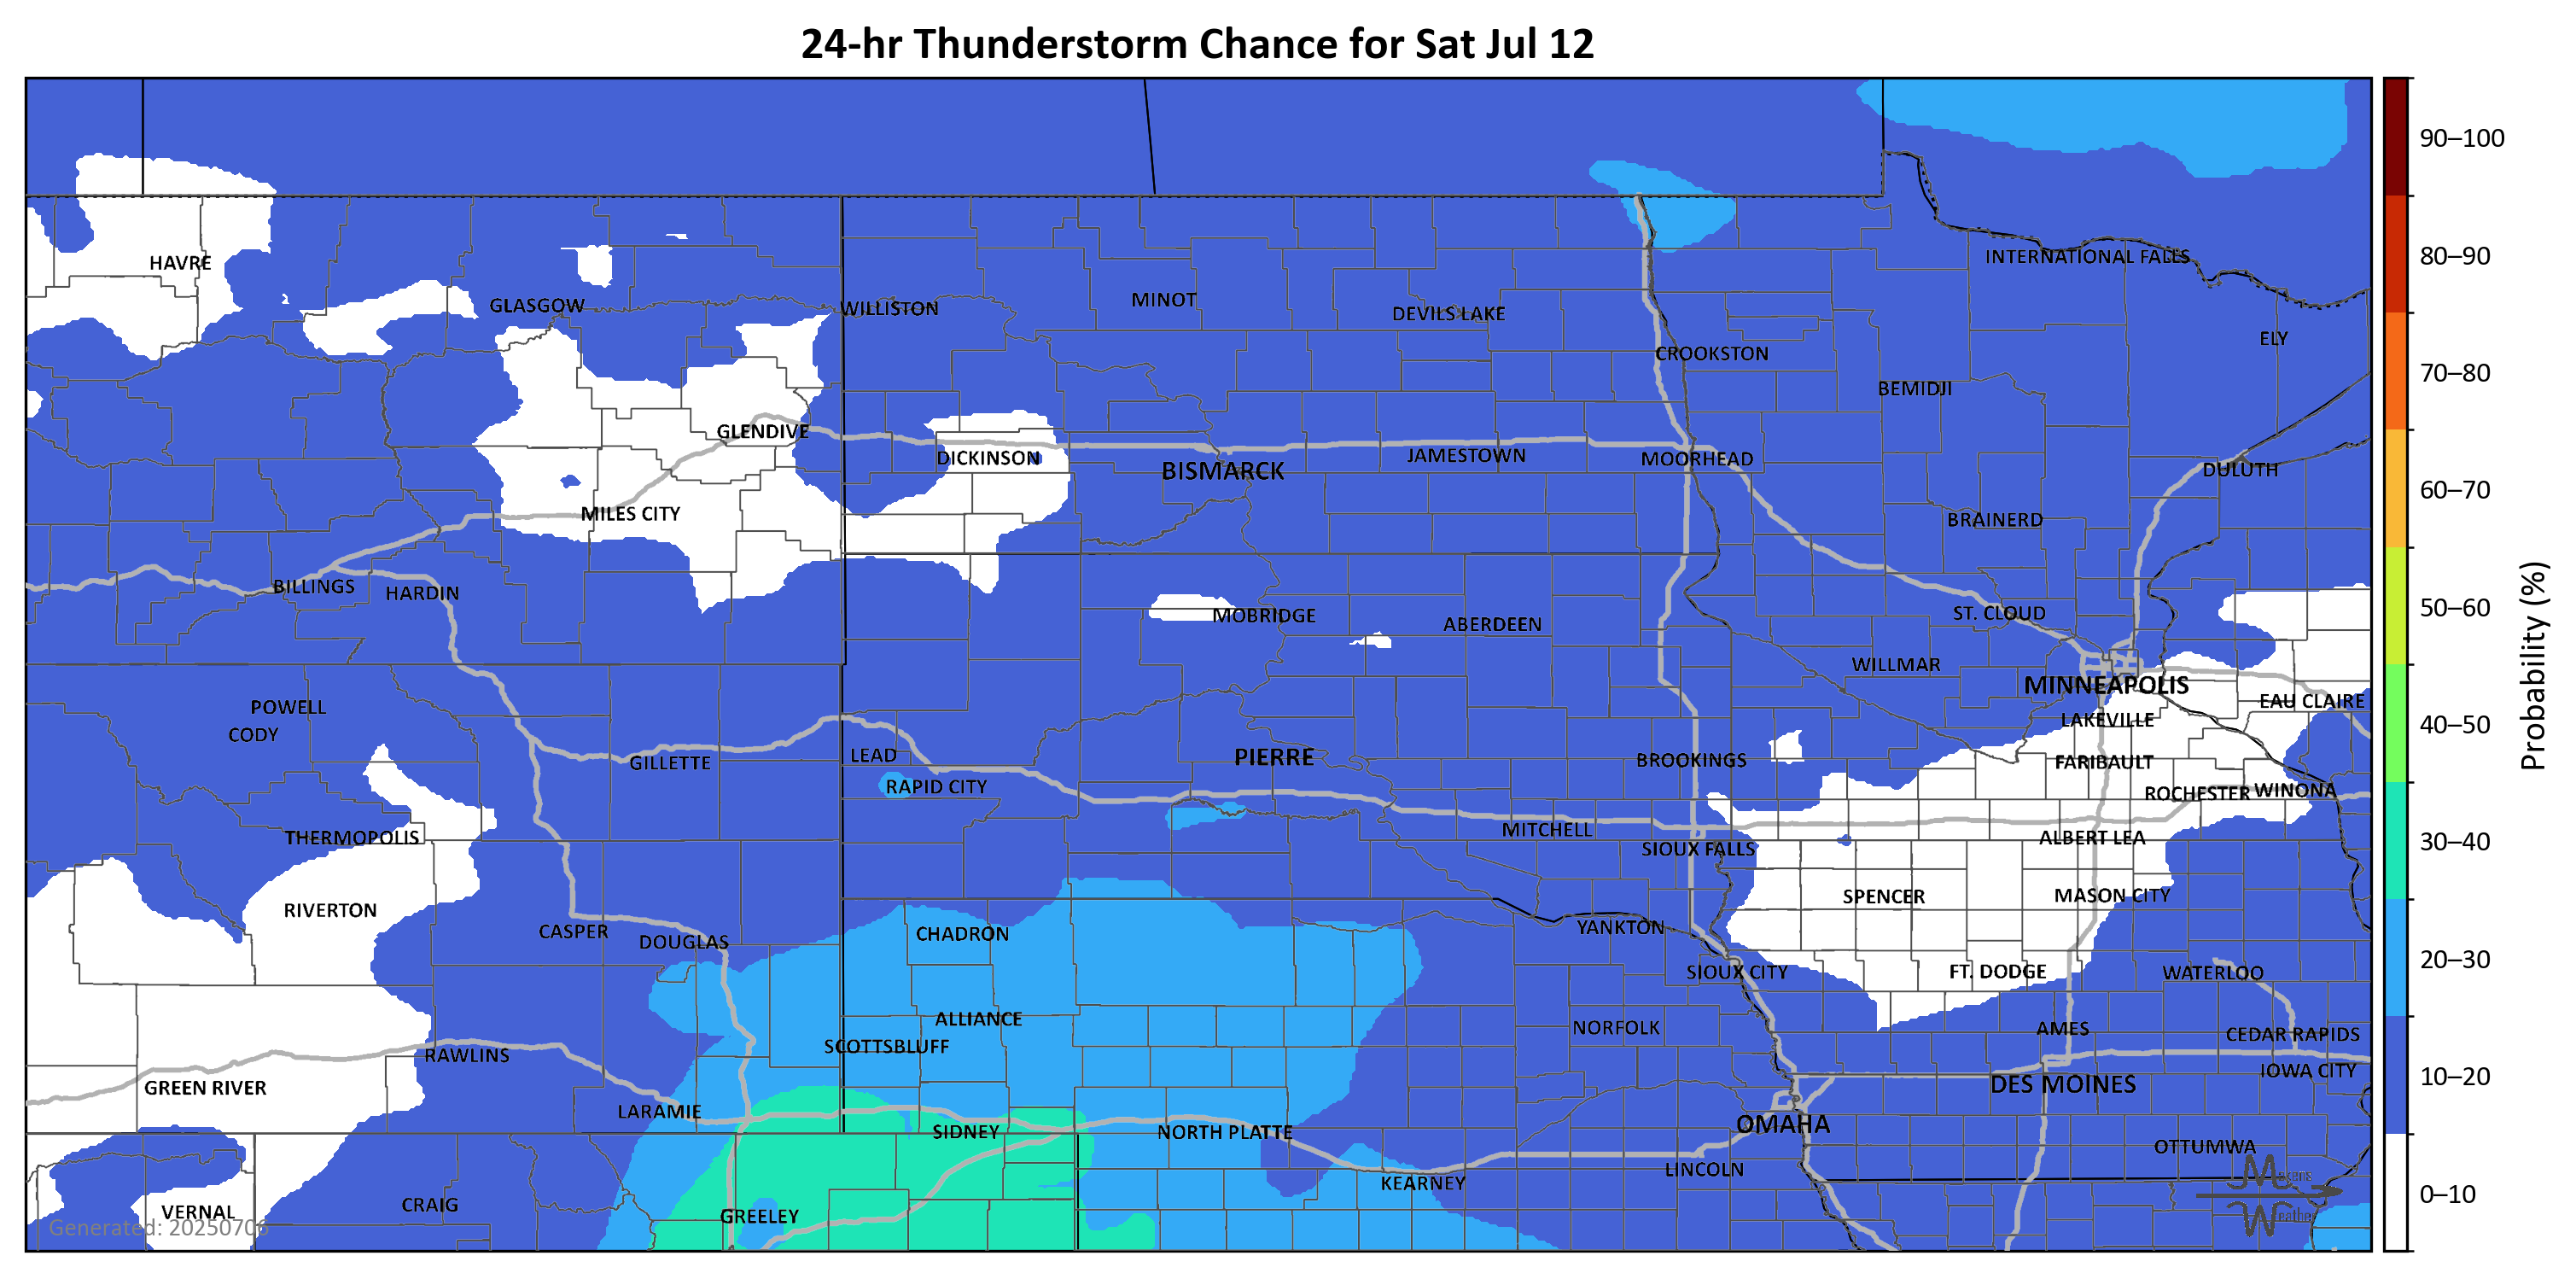 24-hr Thunderstorm Chance for Sat Jul 12
90–100
80–90
HAVRE
INTERNATIONAL FALLS
GLASGOW
WILLISTON
MINOT
DEVILS LAKE
ELY
CROOKSTON
70–80
BEMIDJI
GLENDIVE
DICKINSON
BISMARCK
JAMESTOWN
MOORHEAD
DULUTH
60–70
MILES CITY
BRAINERD
BILLINGS
HARDIN
MOBRIDGE
ABERDEEN
ST. CLOUD
50–60
WILLMAR
MINNEAPOLIS
POWELL
EAU CLAIRE
CODY
LAKEVILLE
40–50
GILLETTE
LEAD
PIERRE
BROOKINGS
FARIBAULT
RAPID CITY
ROCHESTER
WINONA
THERMOPOLIS
MITCHELL
ALBERT LEA
30–40
SIOUX FALLS
RIVERTON
SPENCER
MASON CITY
CASPER
DOUGLAS
CHADRON
YANKTON
SIOUX CITY
FT. DODGE
WATERLOO
20–30
ALLIANCE
NORFOLK
AMES
CEDAR RAPIDS
RAWLINS
SCOTTSBLUFF
GREEN RIVER
DES MOINES
IOWA CITY
10–20
LARAMIE
SIDNEY
NORTH PLATTE
OMAHA
OTTUMWA
LINCOLN
KEARNEY
0–10
VERNAL
CRAIG
GREELEY
Generated: 20250706
Makens
Weather
Probability (%)